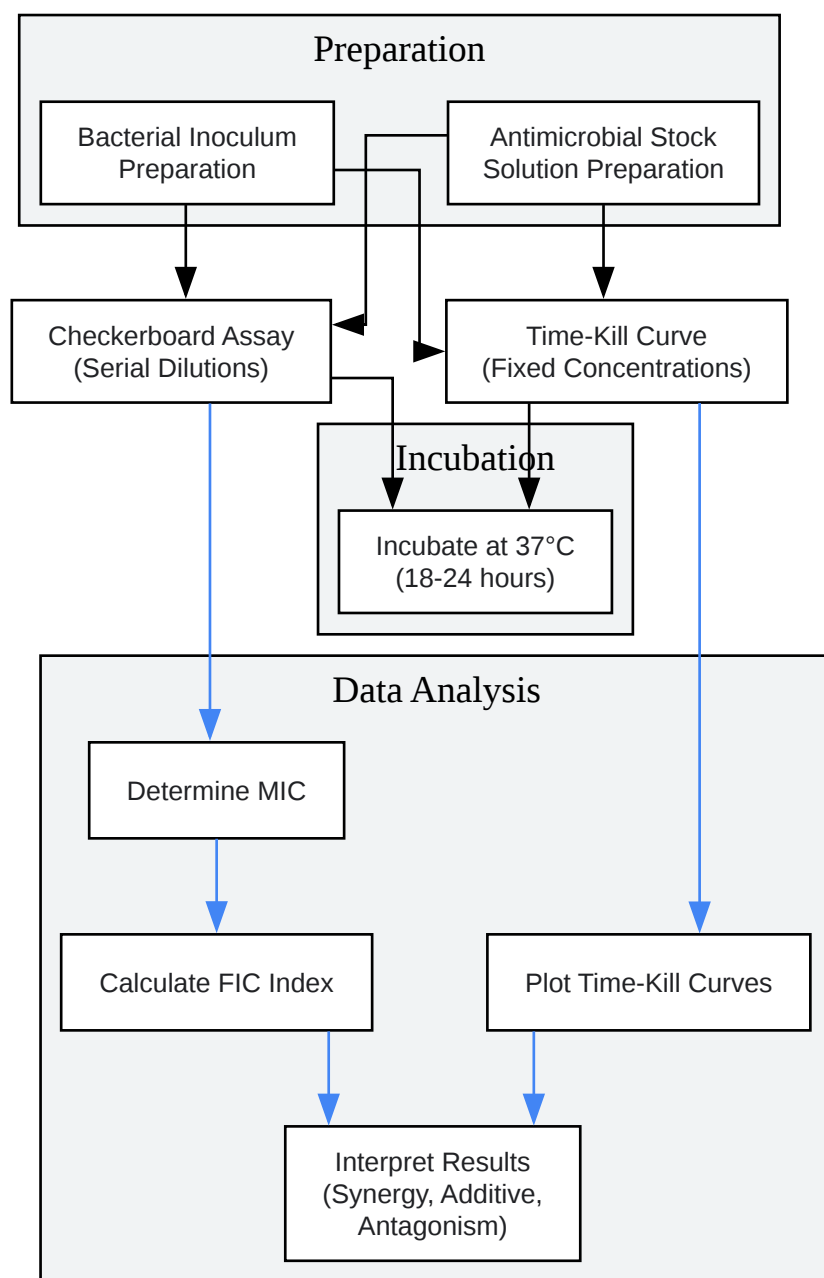 Preparation
Bacterial Inoculum
Preparation
Antimicrobial Stock
Solution Preparation
Checkerboard Assay
(Serial Dilutions)
Time-Kill Curve
(Fixed Concentrations)
Incubation
Incubate at 37°C
(18-24 hours)
Data Analysis
Determine MIC
Calculate FIC Index
Plot Time-Kill Curves
Interpret Results
(Synergy, Additive,
Antagonism)